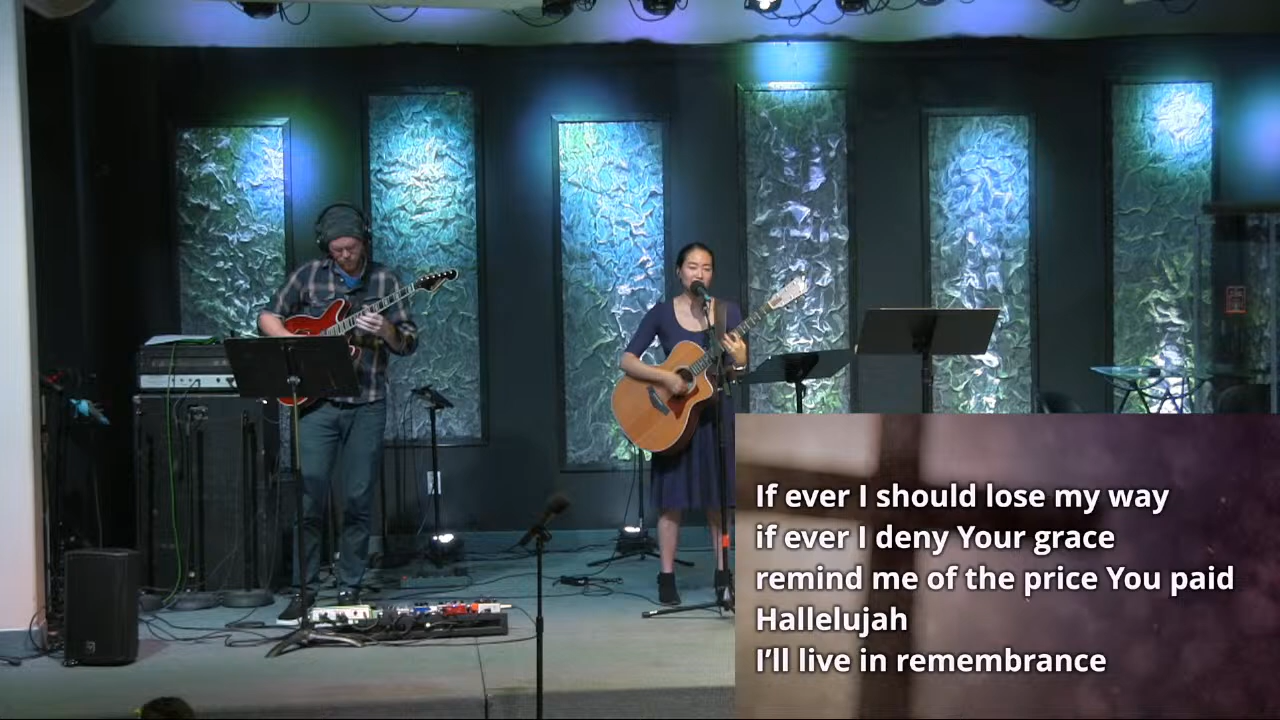 If ever I should lose my way
if ever I deny Your grace
remind me of the price You paid
Hallelujah
I'll live in remembrance